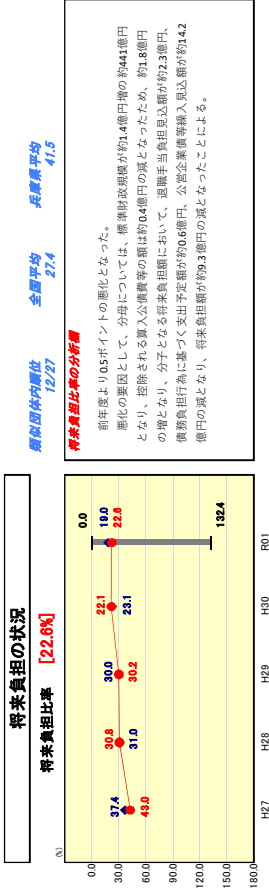 将来負担の状況
将来負担比率 [22.6%]
(%)
0.0
30.0
60.0
90.0
120.0
150.0
180.0
37.4
43.0
30.8
31.0
30.0
30.2
22.1
23.1
0.0
19.0
22.6
132.4
H27 H28 H29 H30 R01
類似団体内順位 全国平均 兵庫県平均
12/27 27.4 41.5
将来負担比率の分析欄
前年度より0.5ポイントの悪化となった。
悪化の要因として、分母については、標準財政規模が約1.4億円増の約441億円
となり、控除される算入公債費等の額は約0.4億円の減となったため、約1.8億円
の増となり、分子となる将来負担額において、退職手当負担見込額が約2.3億円、
債務負担行為に基づく支出予定額が約0.6億円、公営企業債等繰入見込額が約14.2
億円の減となり、将来負担額が約9.3億円の減となったことによる。